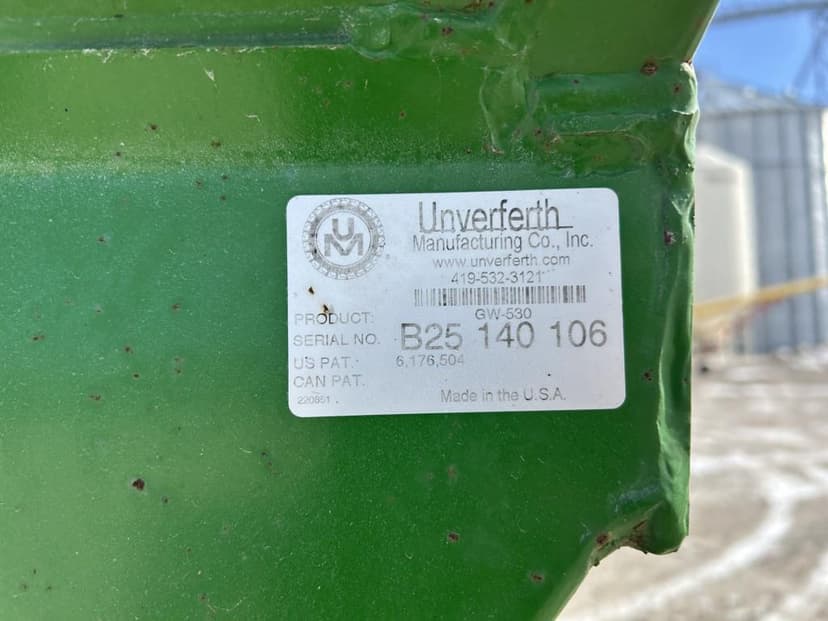 UM
Unverferth
Manufacturing Co., Inc.
www.unverferth.com
419-532-3121
PRODUCT: GW-530
SERIAL NO. B25 140 106
US PAT. 6,176,504
CAN PAT.
220851 Made in the U.S.A.